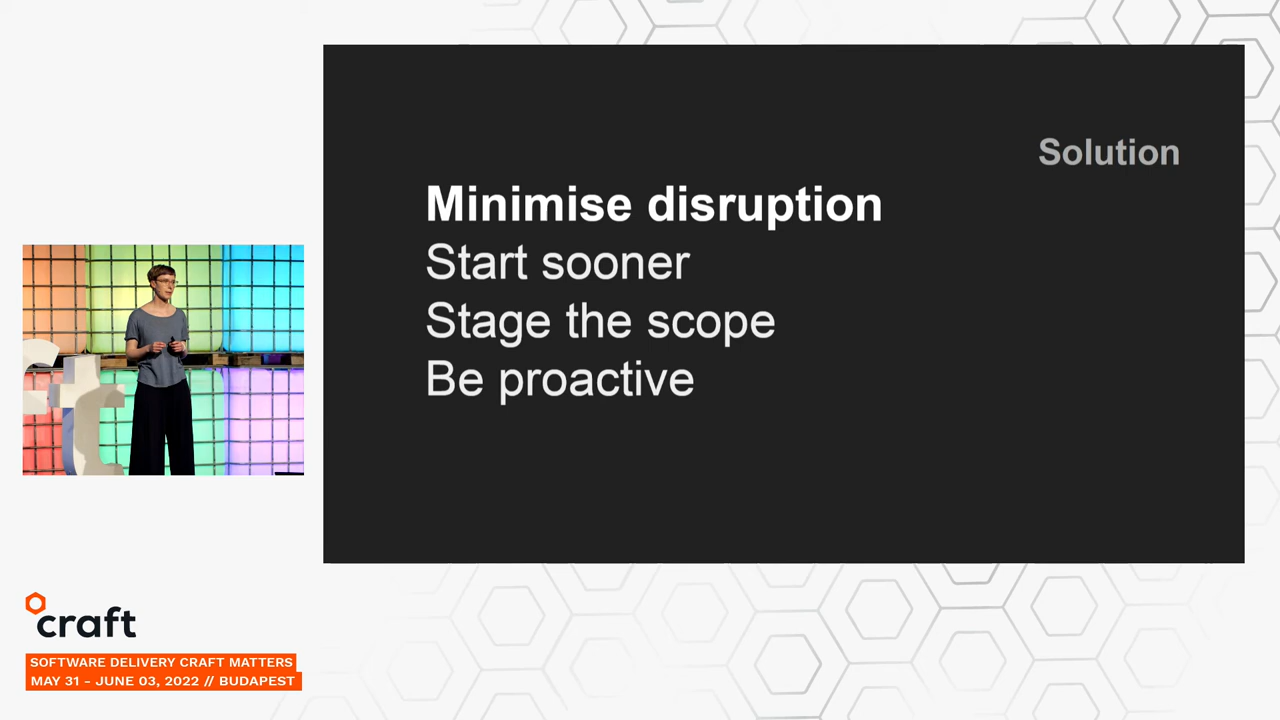 Solution
Minimise disruption
Start sooner
Stage the scope
Be proactive
craft
SOFTWARE DELIVERY CRAFT MATTERS
MAY 31 - JUNE 03, 2022 // BUDAPEST